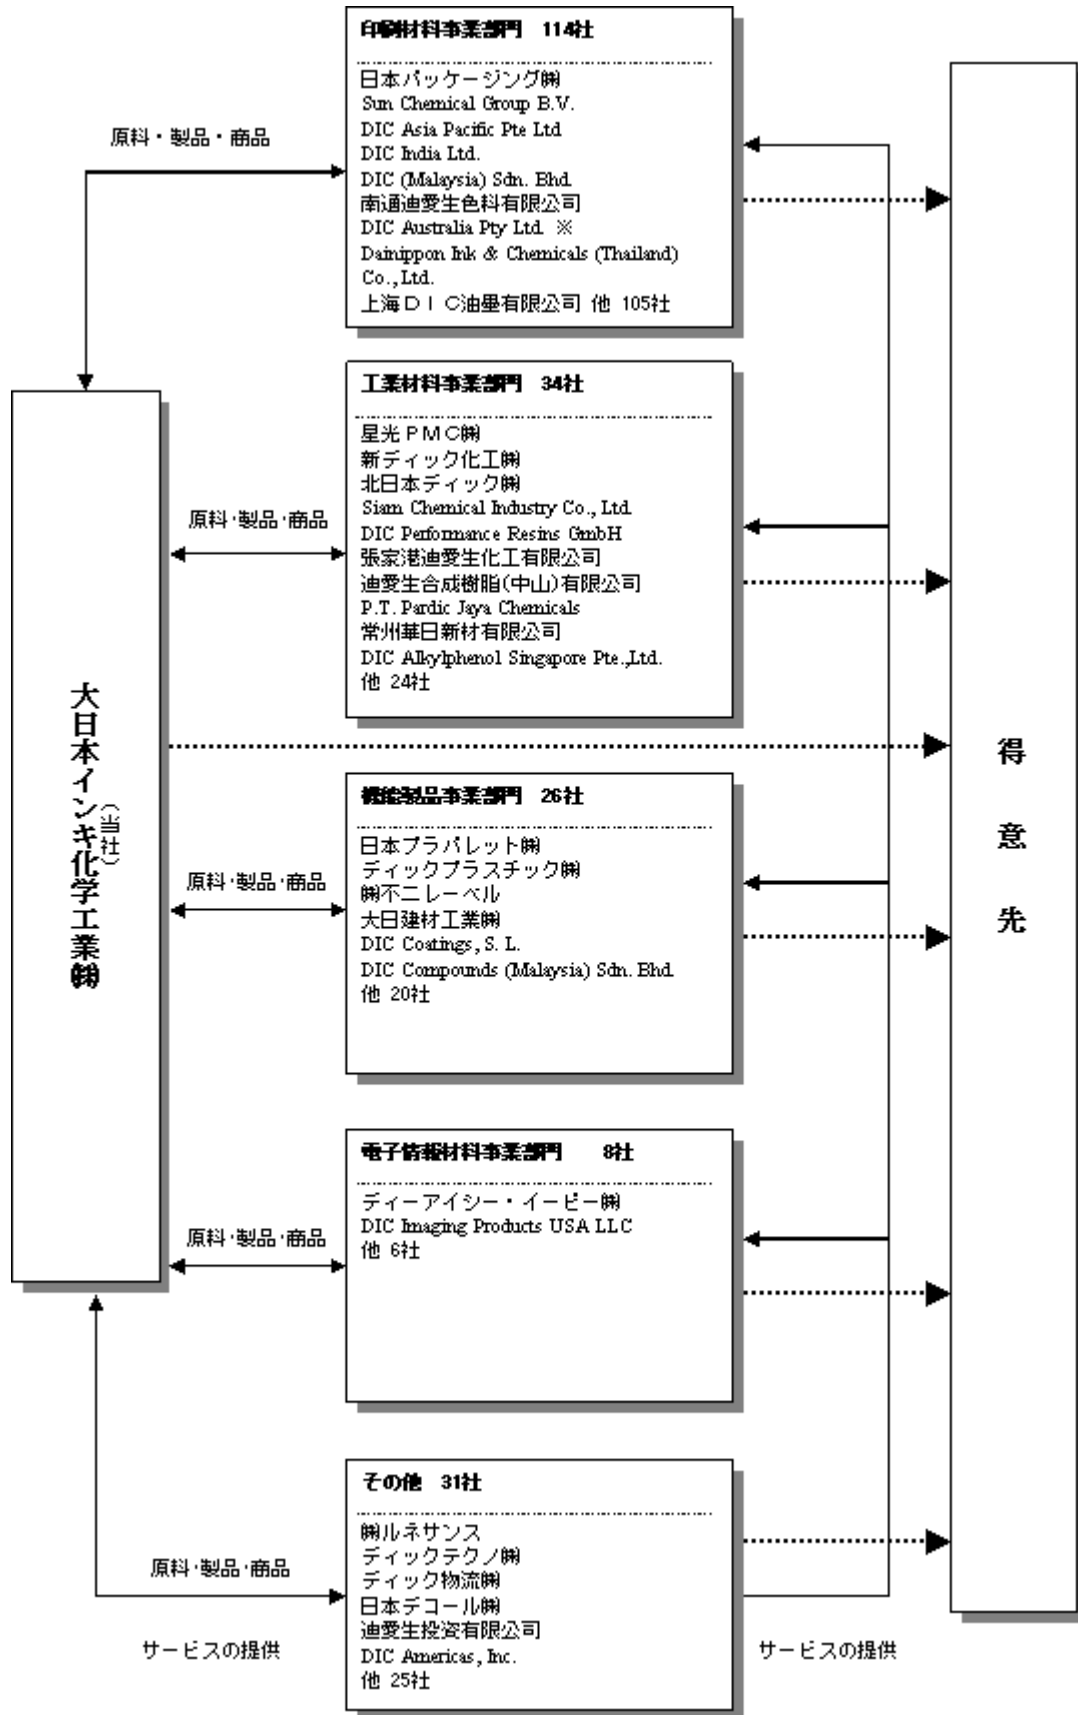 印刷材料事業部門 114社
日本パッケージング㈱
Sun Chemical Group B.V.
DIC Asia Pacific Pte Ltd
DIC India Ltd.
DIC (Malaysia) Sdn. Bhd.
南通迪愛生色料有限公司
DIC Australia Pty Ltd. ※
Dainippon Ink & Chemicals (Thailand)
Co., Ltd.
上海ＤＩＣ油墨有限公司 他 105社
原料・製品・商品
工業材料事業部門 34社
星光ＰＭＣ㈱
新ディック化工㈱
北日本ディック㈱
Siam Chemical Industry Co., Ltd.
DIC Performance Resins GmbH
張家港迪愛生化工有限公司
迪愛生合成樹脂(中山)有限公司
P.T. Pardic Jaya Chemicals
常州華日新材有限公司
DIC Alkylphenol Singapore Pte.,Ltd.
他 24社
原料・製品・商品
大日本インキ化学工業㈱
（当社）
得意先
機能製品事業部門 26社
日本プラパレット㈱
ディックプラスチック㈱
㈱不二レーベル
大日建材工業㈱
DIC Coatings, S. L.
DIC Compounds (Malaysia) Sdn. Bhd.
他 20社
原料・製品・商品
電子情報材料事業部門 8社
ディーアイシー・イーピー㈱
DIC Imaging Products USA LLC
他 6社
原料・製品・商品
その他 31社
㈱ルネサンス
ディックテクノ㈱
ディック物流㈱
日本デコール㈱
迪愛生投資有限公司
DIC Americas, Inc.
他 25社
原料・製品・商品
サービスの提供
サービスの提供